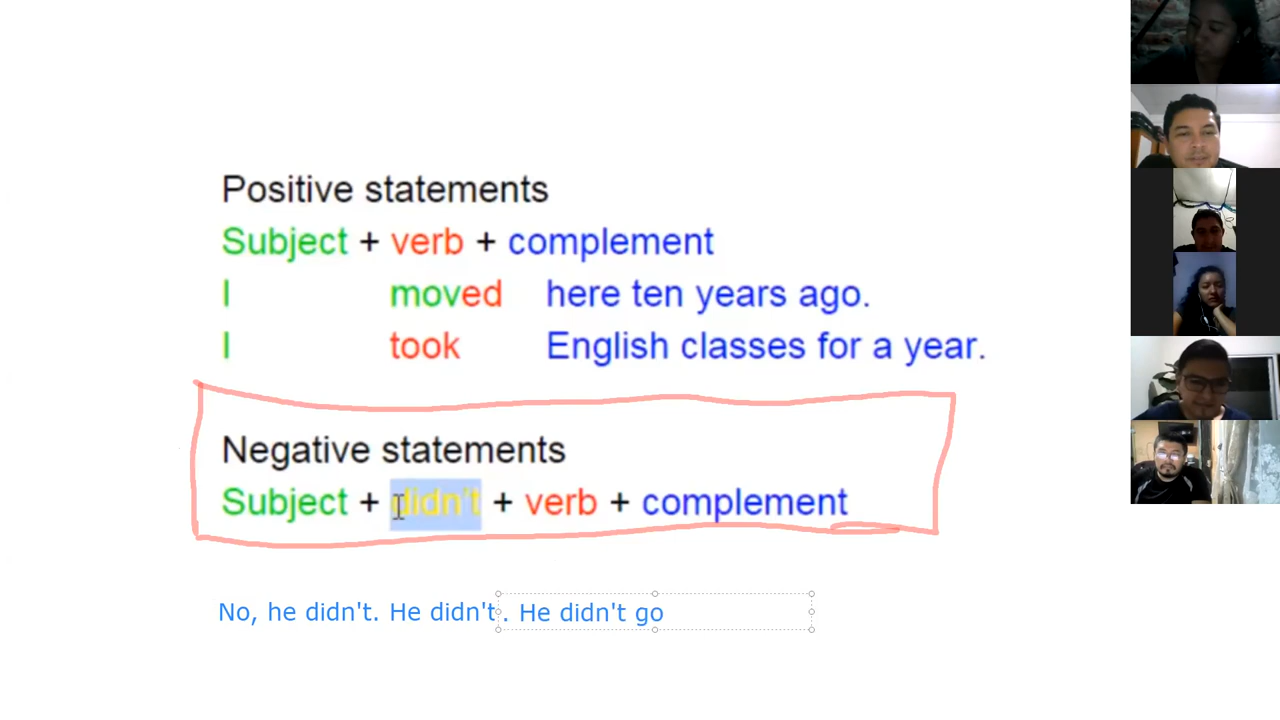 Positive statements
Subject + verb + complement
I moved here ten years ago.
I took English classes for a year.
Negative statements
Subject + didn't + verb + complement
No, he didn't. He didn't . He didn't go